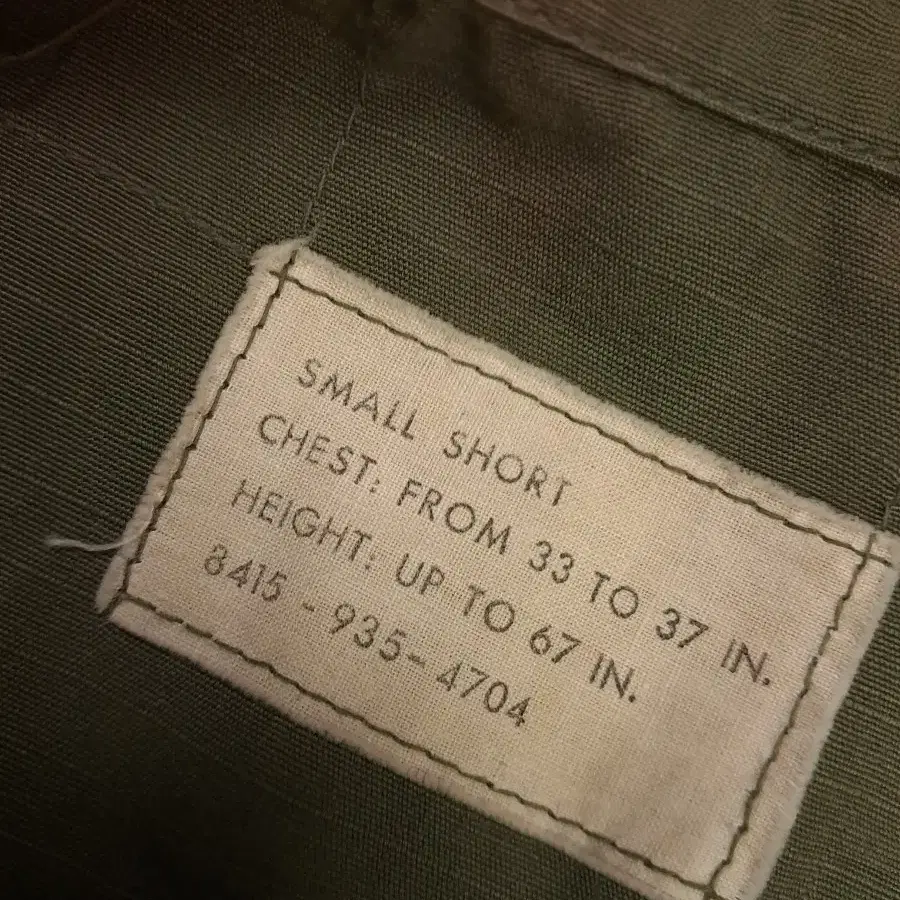 SMALL SHORT
CHEST: FROM 33 TO 37 IN.
HEIGHT: UP TO 67 IN.
8415 - 935-4704